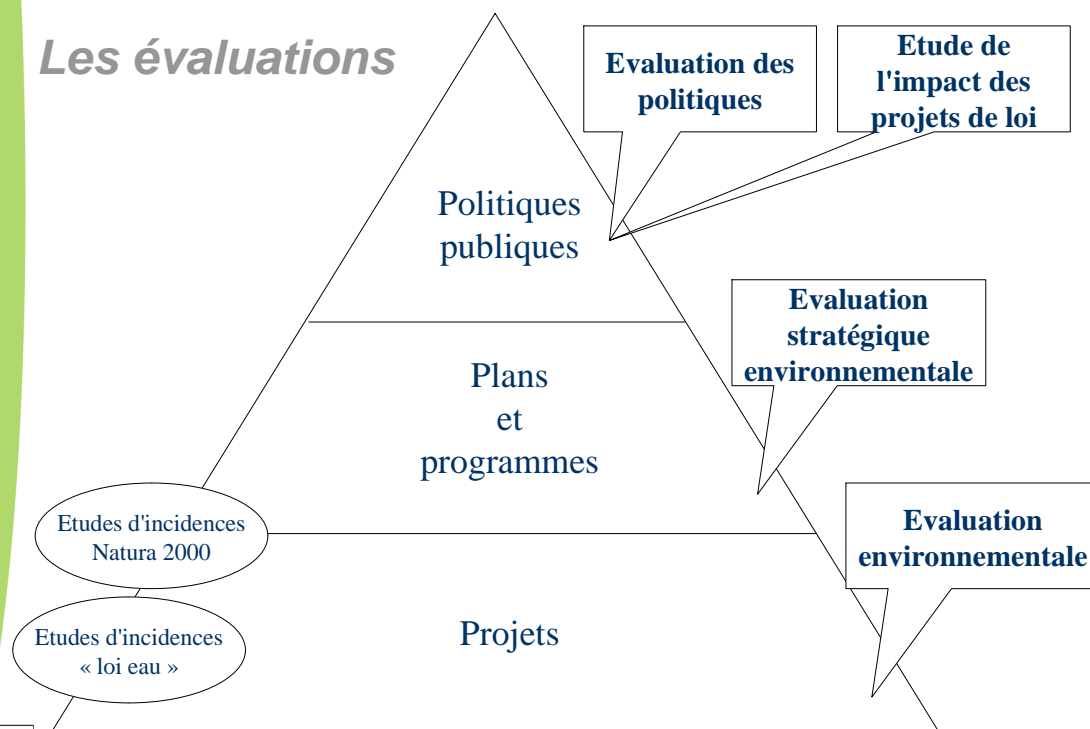 Les évaluations
Evaluation des
politiques
Etude de
l'impact des
projets de loi
Politiques
publiques
Evaluation
stratégique
environnementale
Plans
et
programmes
Etudes d'incidences
Natura 2000
Evaluation
environnementale
Etudes d'incidences
« loi eau »
Projets